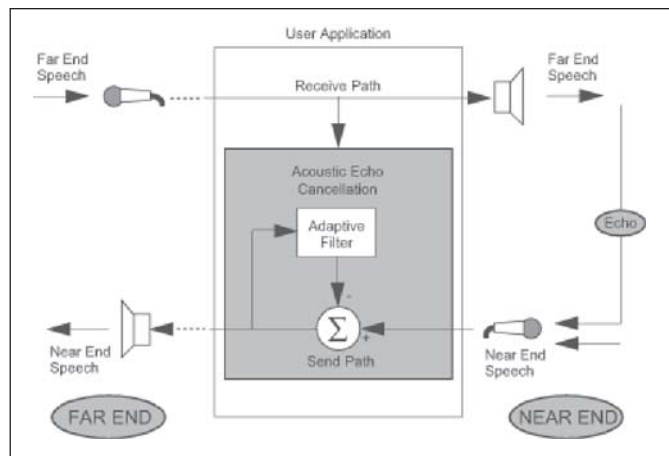 User Application
Far End
Speech
Receive Path
Far End
Speech
Acoustic Echo
Cancellation
Adaptive
Filter
Echo
-
Σ
+
Near End
Speech
Send Path
Near End
Speech
FAR END
NEAR END